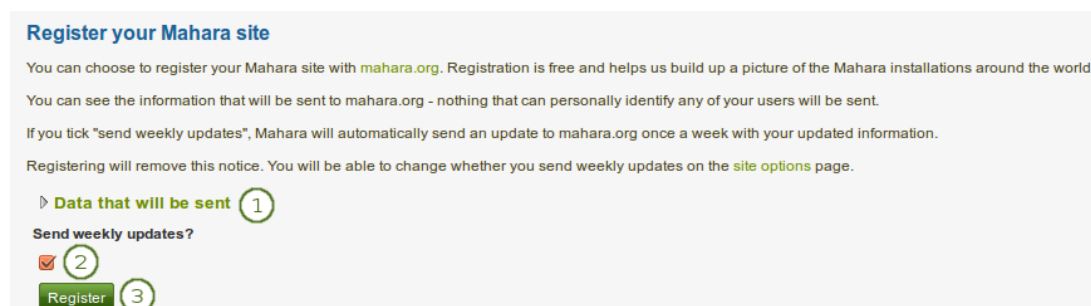 Register your Mahara site
You can choose to register your Mahara site with mahara.org. Registration is free and helps us build up a picture of the Mahara installations around the world
You can see the information that will be sent to mahara.org - nothing that can personally identify any of your users will be sent.
If you tick "send weekly updates", Mahara will automatically send an update to mahara.org once a week with your updated information.
Registering will remove this notice. You will be able to change whether you send weekly updates on the site options page.
Data that will be sent 1
Send weekly updates?
2
Register 3